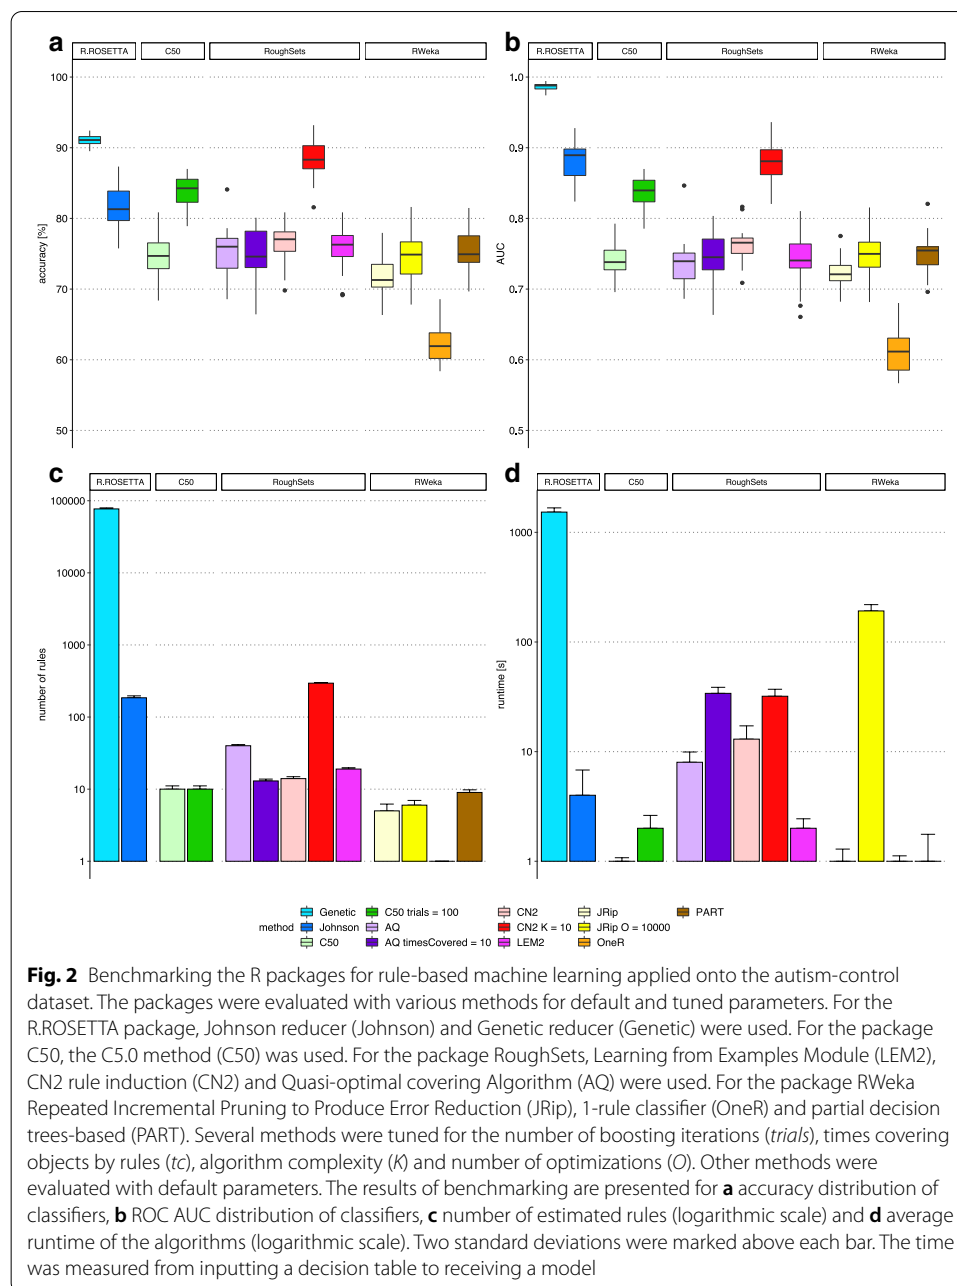 a
R.ROSETTA
C50
RoughSets
RWeka
accuracy [%]
100
90
80
70
60
50
b
R.ROSETTA
C50
RoughSets
RWeka
AUC
1.0
0.9
0.8
0.7
0.6
0.5
c
R.ROSETTA
C50
RoughSets
RWeka
number of rules
100000
10000
1000
100
10
1
d
R.ROSETTA
C50
RoughSets
RWeka
runtime [s]
1000
100
10
1
method
Genetic
Johnson
C50
C50 trials = 100
AQ
AQ timesCovered = 10
CN2
CN2 K = 10
LEM2
JRip
JRip O = 10000
OneR
PART
Fig. 2 Benchmarking the R packages for rule-based machine learning applied onto the autism-control
dataset. The packages were evaluated with various methods for default and tuned parameters. For the
R.ROSETTA package, Johnson reducer (Johnson) and Genetic reducer (Genetic) were used. For the package
C50, the C5.0 method (C50) was used. For the package RoughSets, Learning from Examples Module (LEM2),
CN2 rule induction (CN2) and Quasi-optimal covering Algorithm (AQ) were used. For the package RWeka
Repeated Incremental Pruning to Produce Error Reduction (JRip), 1-rule classifier (OneR) and partial decision
trees-based (PART). Several methods were tuned for the number of boosting iterations (trials), times covering
objects by rules (tc), algorithm complexity (K) and number of optimizations (O). Other methods were
evaluated with default parameters. The results of benchmarking are presented for a accuracy distribution of
classifiers, b ROC AUC distribution of classifiers, c number of estimated rules (logarithmic scale) and d average
runtime of the algorithms (logarithmic scale). Two standard deviations were marked above each bar. The time
was measured from inputting a decision table to receiving a model